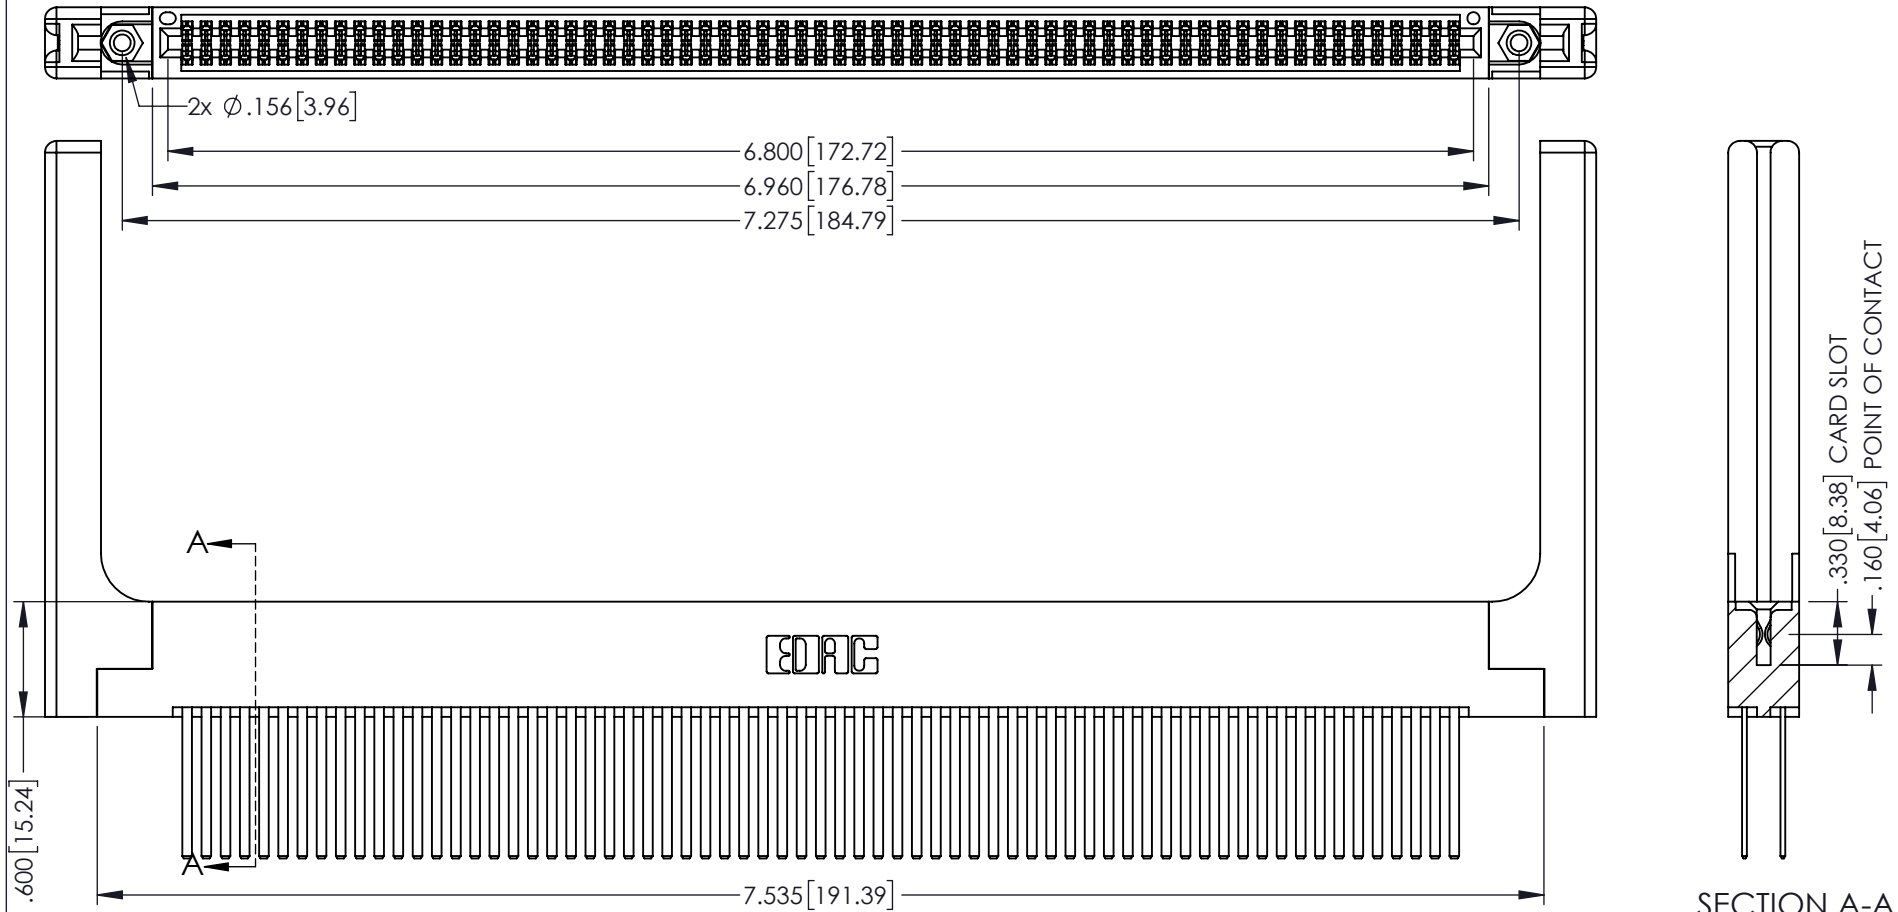 2x Ø.156[3.96]
6.800[172.72]
6.960[176.78]
7.275[184.79]
.330[8.38] CARD SLOT
.160[4.06] POINT OF CONTACT
A
EDAC
.600[15.24]
A
7.535[191.39]
SECTION A-A